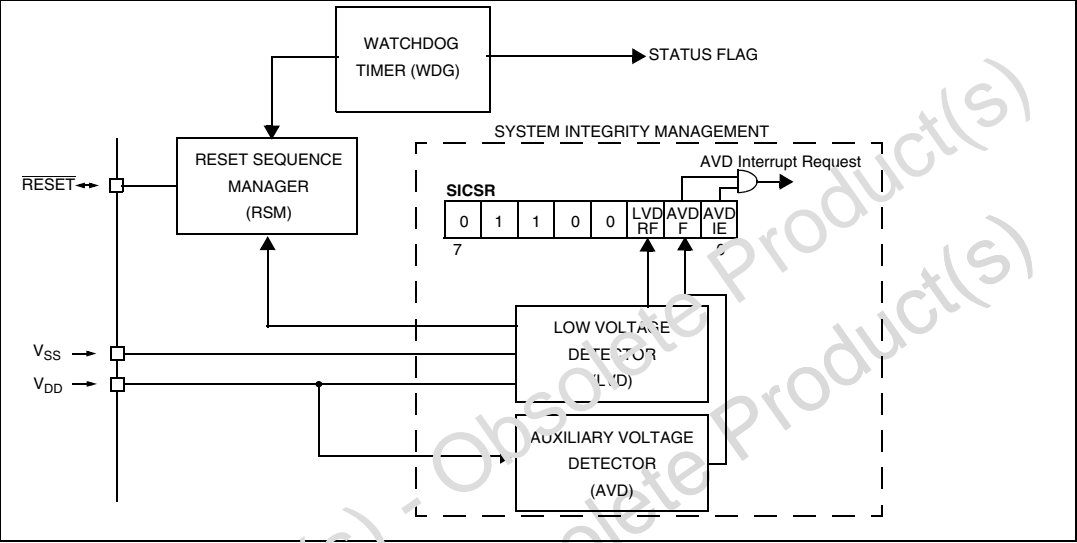 WATCHDOG
TIMER (WDG)
STATUS FLAG
SYSTEM INTEGRITY MANAGEMENT
RESET SEQUENCE
MANAGER
(RSM)
RESET
AVD Interrupt Request
SICSR
0 1 1 0 0 LVD RF AVD F AVD IE
7 0
LOW VOLTAGE
DETECTOR
(LVD)
VSS
VDD
AUXILIARY VOLTAGE
DETECTOR
(AVD)
Product(s)
(s) - Obsolete Product(s)
solete